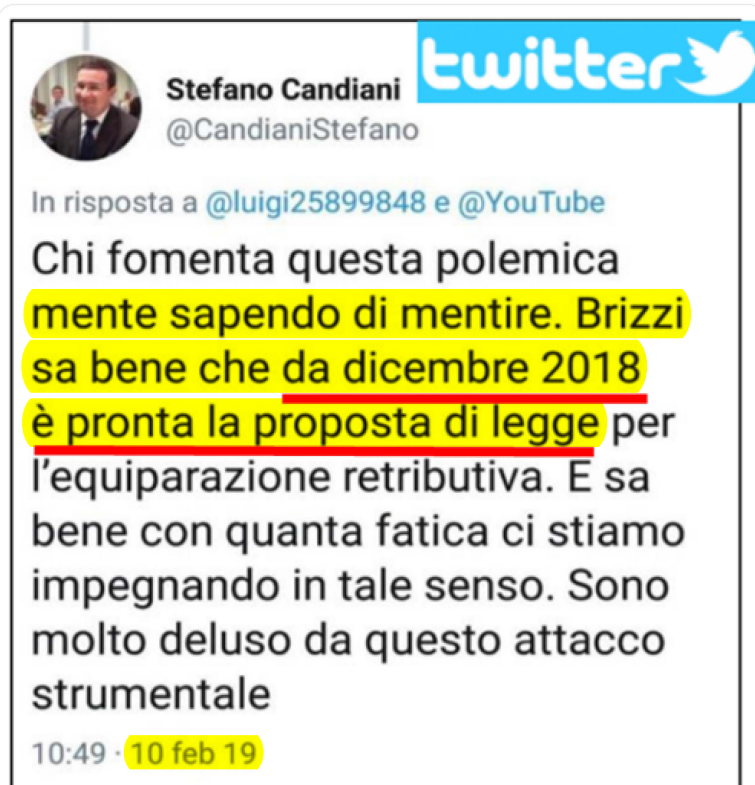 twitter
Stefano Candiani
@CandianiStefano
In risposta a @luigi25899848 e @YouTube
Chi fomenta questa polemica
mente sapendo di mentire. Brizzi
sa bene che da dicembre 2018
è pronta la proposta di legge per
l'equiparazione retributiva. E sa
bene con quanta fatica ci stiamo
impegnando in tale senso. Sono
molto deluso da questo attacco
strumentale
10:49 · 10 feb 19